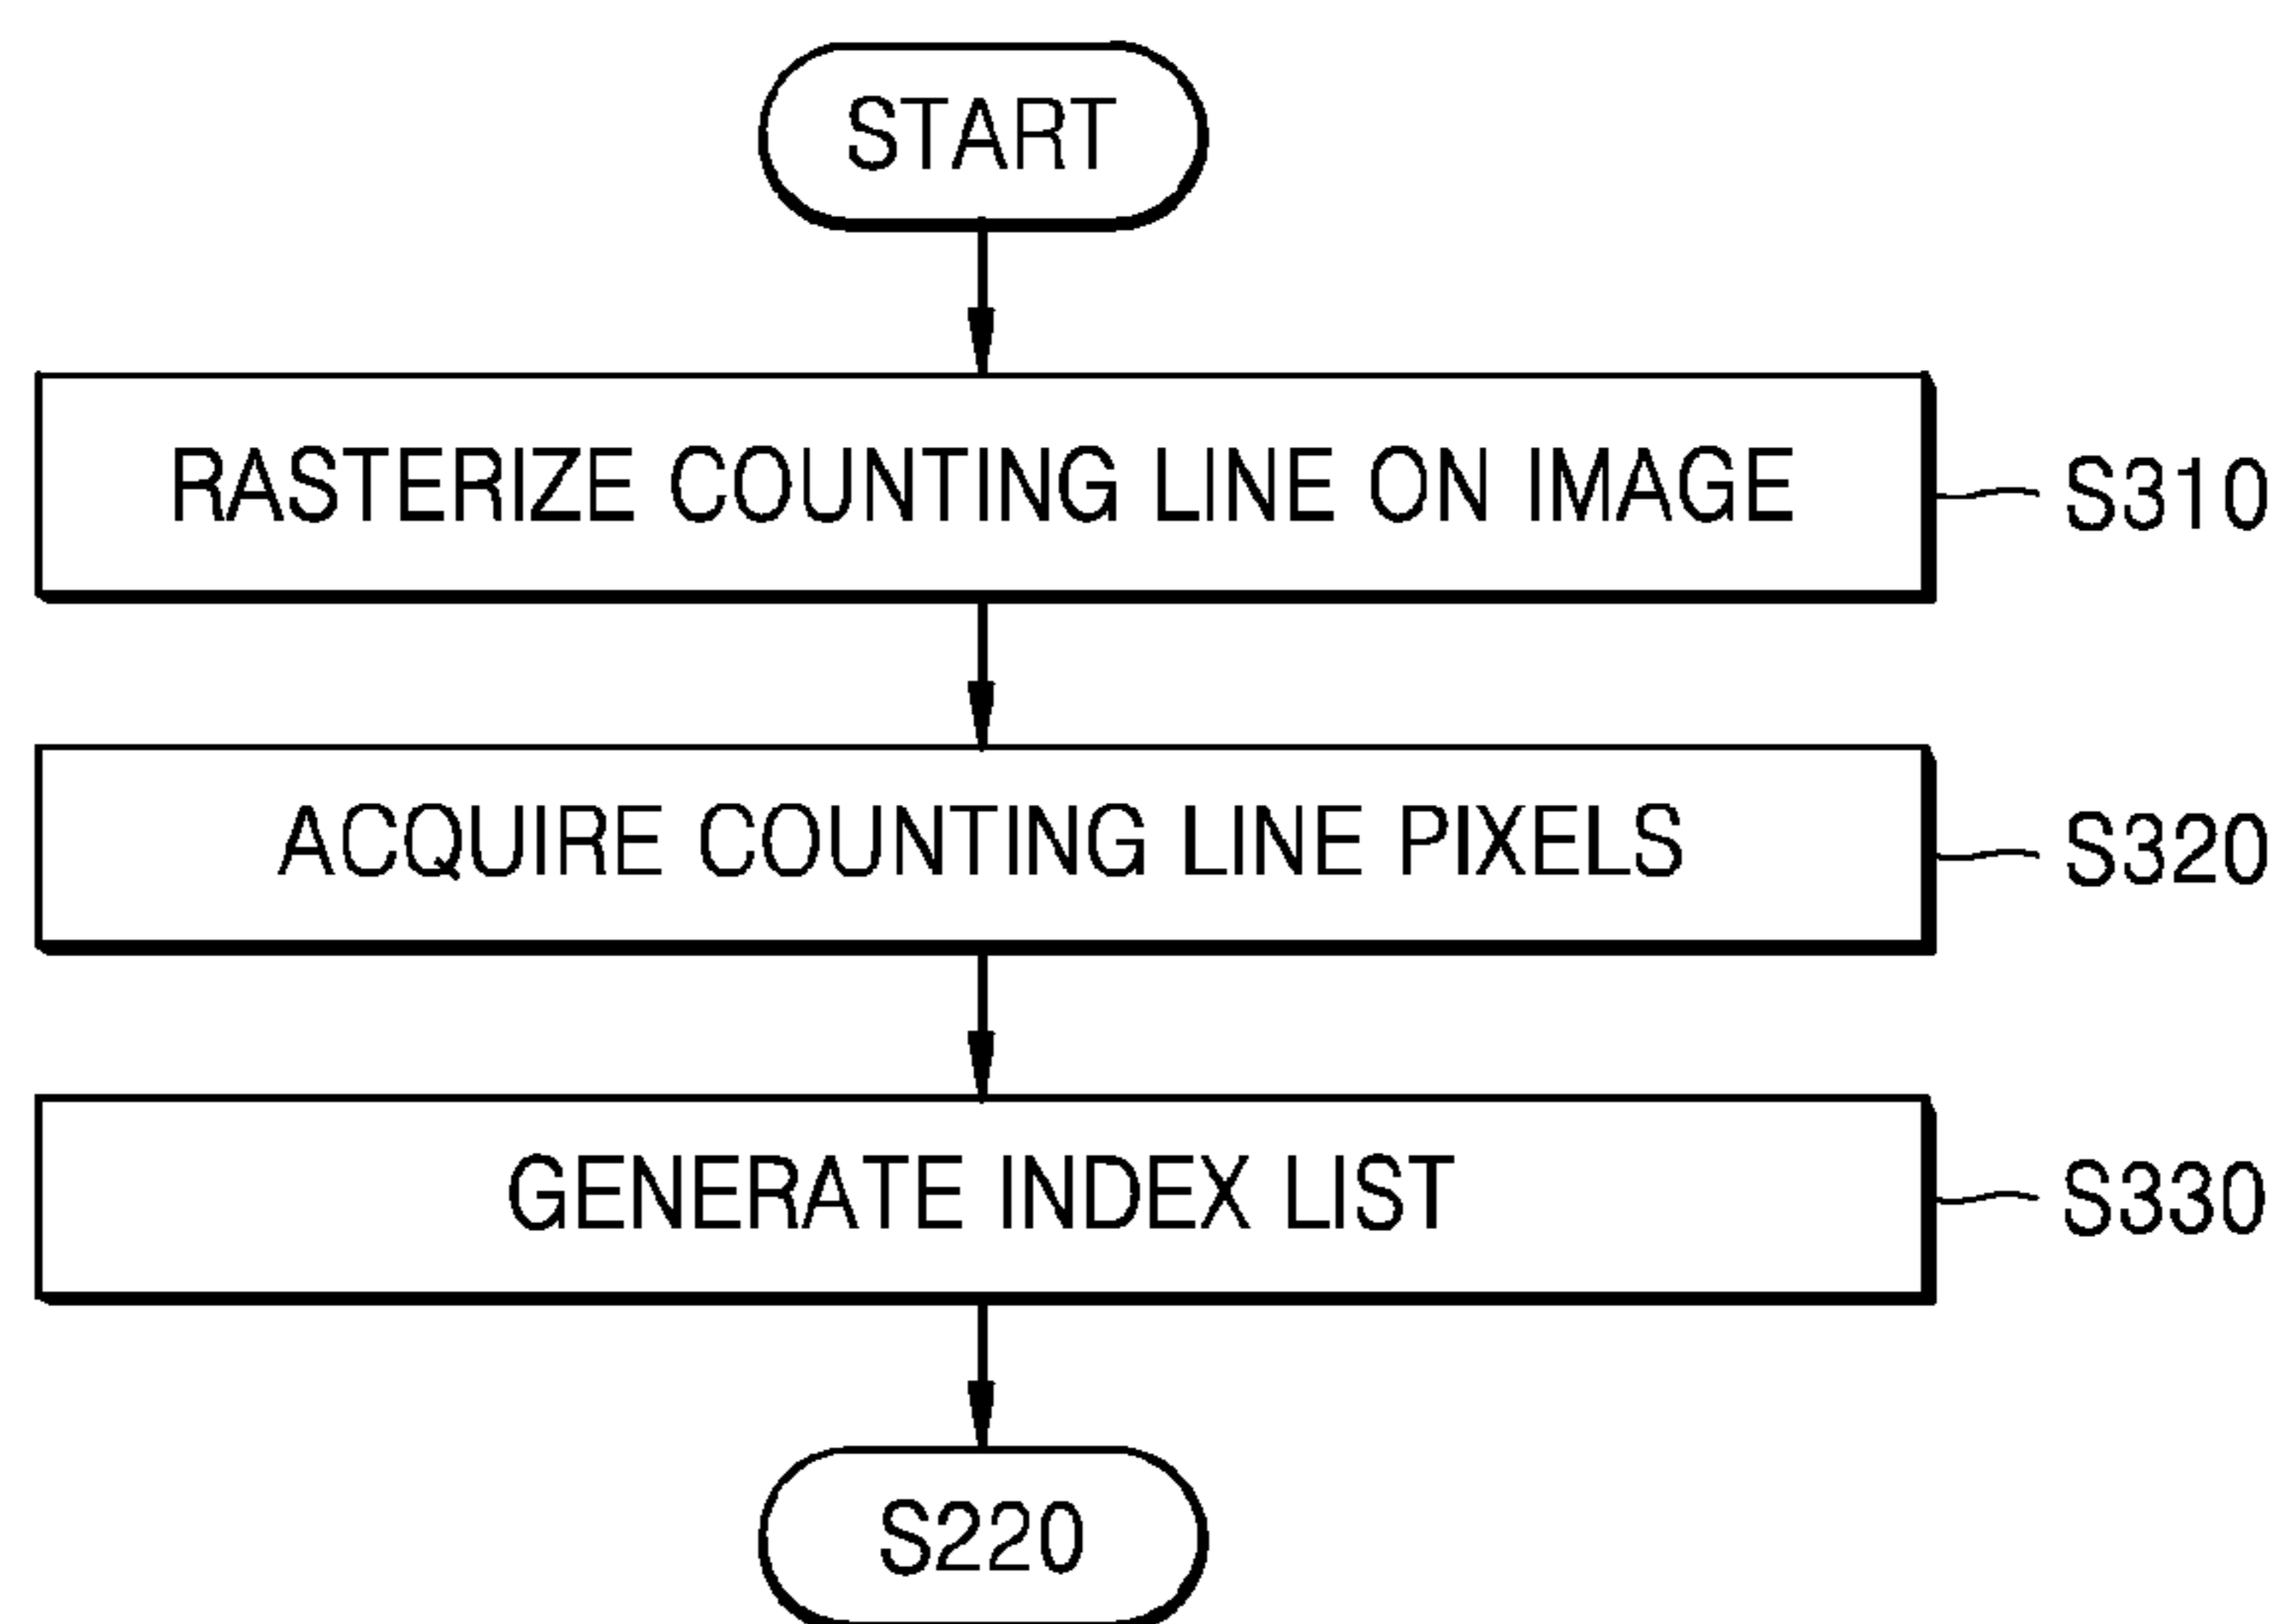 START
RASTERIZE COUNTING LINE ON IMAGE
S310
ACQUIRE COUNTING LINE PIXELS
S320
GENERATE INDEX LIST
S330
S220